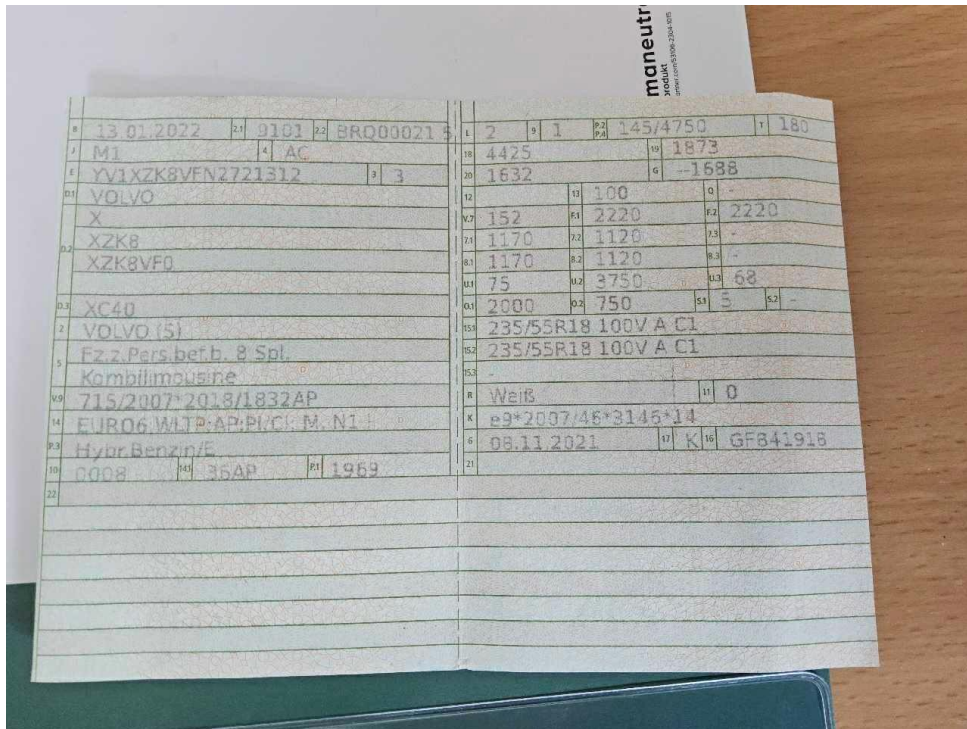 maneutr
produkt
B 13.01.2022 2.1 9101 2.2 BRQ00021 5
J M1 4 AC
E YV1XZK8VFN2721312 3 3
D.1 VOLVO
X
D.2 XZK8
XZK8VF0
D.3 XC40
2 VOLVO (S)
5 Fz.z.Pers.bef.b. 8 Spl.
Kombilimousine
V.9 715/2007*2018/1832AP
14 EURO6;WLTP;AP;PI/CI; M, N1 I
P.3 Hybr.Benzin/E
10 0008 14.1 36AP P.1 1969
22
L 2 9 1 P.2 P.4 145/4750 T 180
18 4425 19 1873
20 1632 G --1688
12 13 100 Q -
V.7 152 F.1 2220 F.2 2220
7.1 1170 7.2 1120 7.3 -
8.1 1170 8.2 1120 8.3 -
U.1 75 U.2 3750 U.3 68
O.1 2000 O.2 750 S.1 5 S.2 -
15.1 235/55R18 100V A C1
15.2 235/55R18 100V A C1
15.3 -
R Weiß 11 0
K e9*2007/46*3146*14
6 08.11.2021 17 K 16 GF841918
21